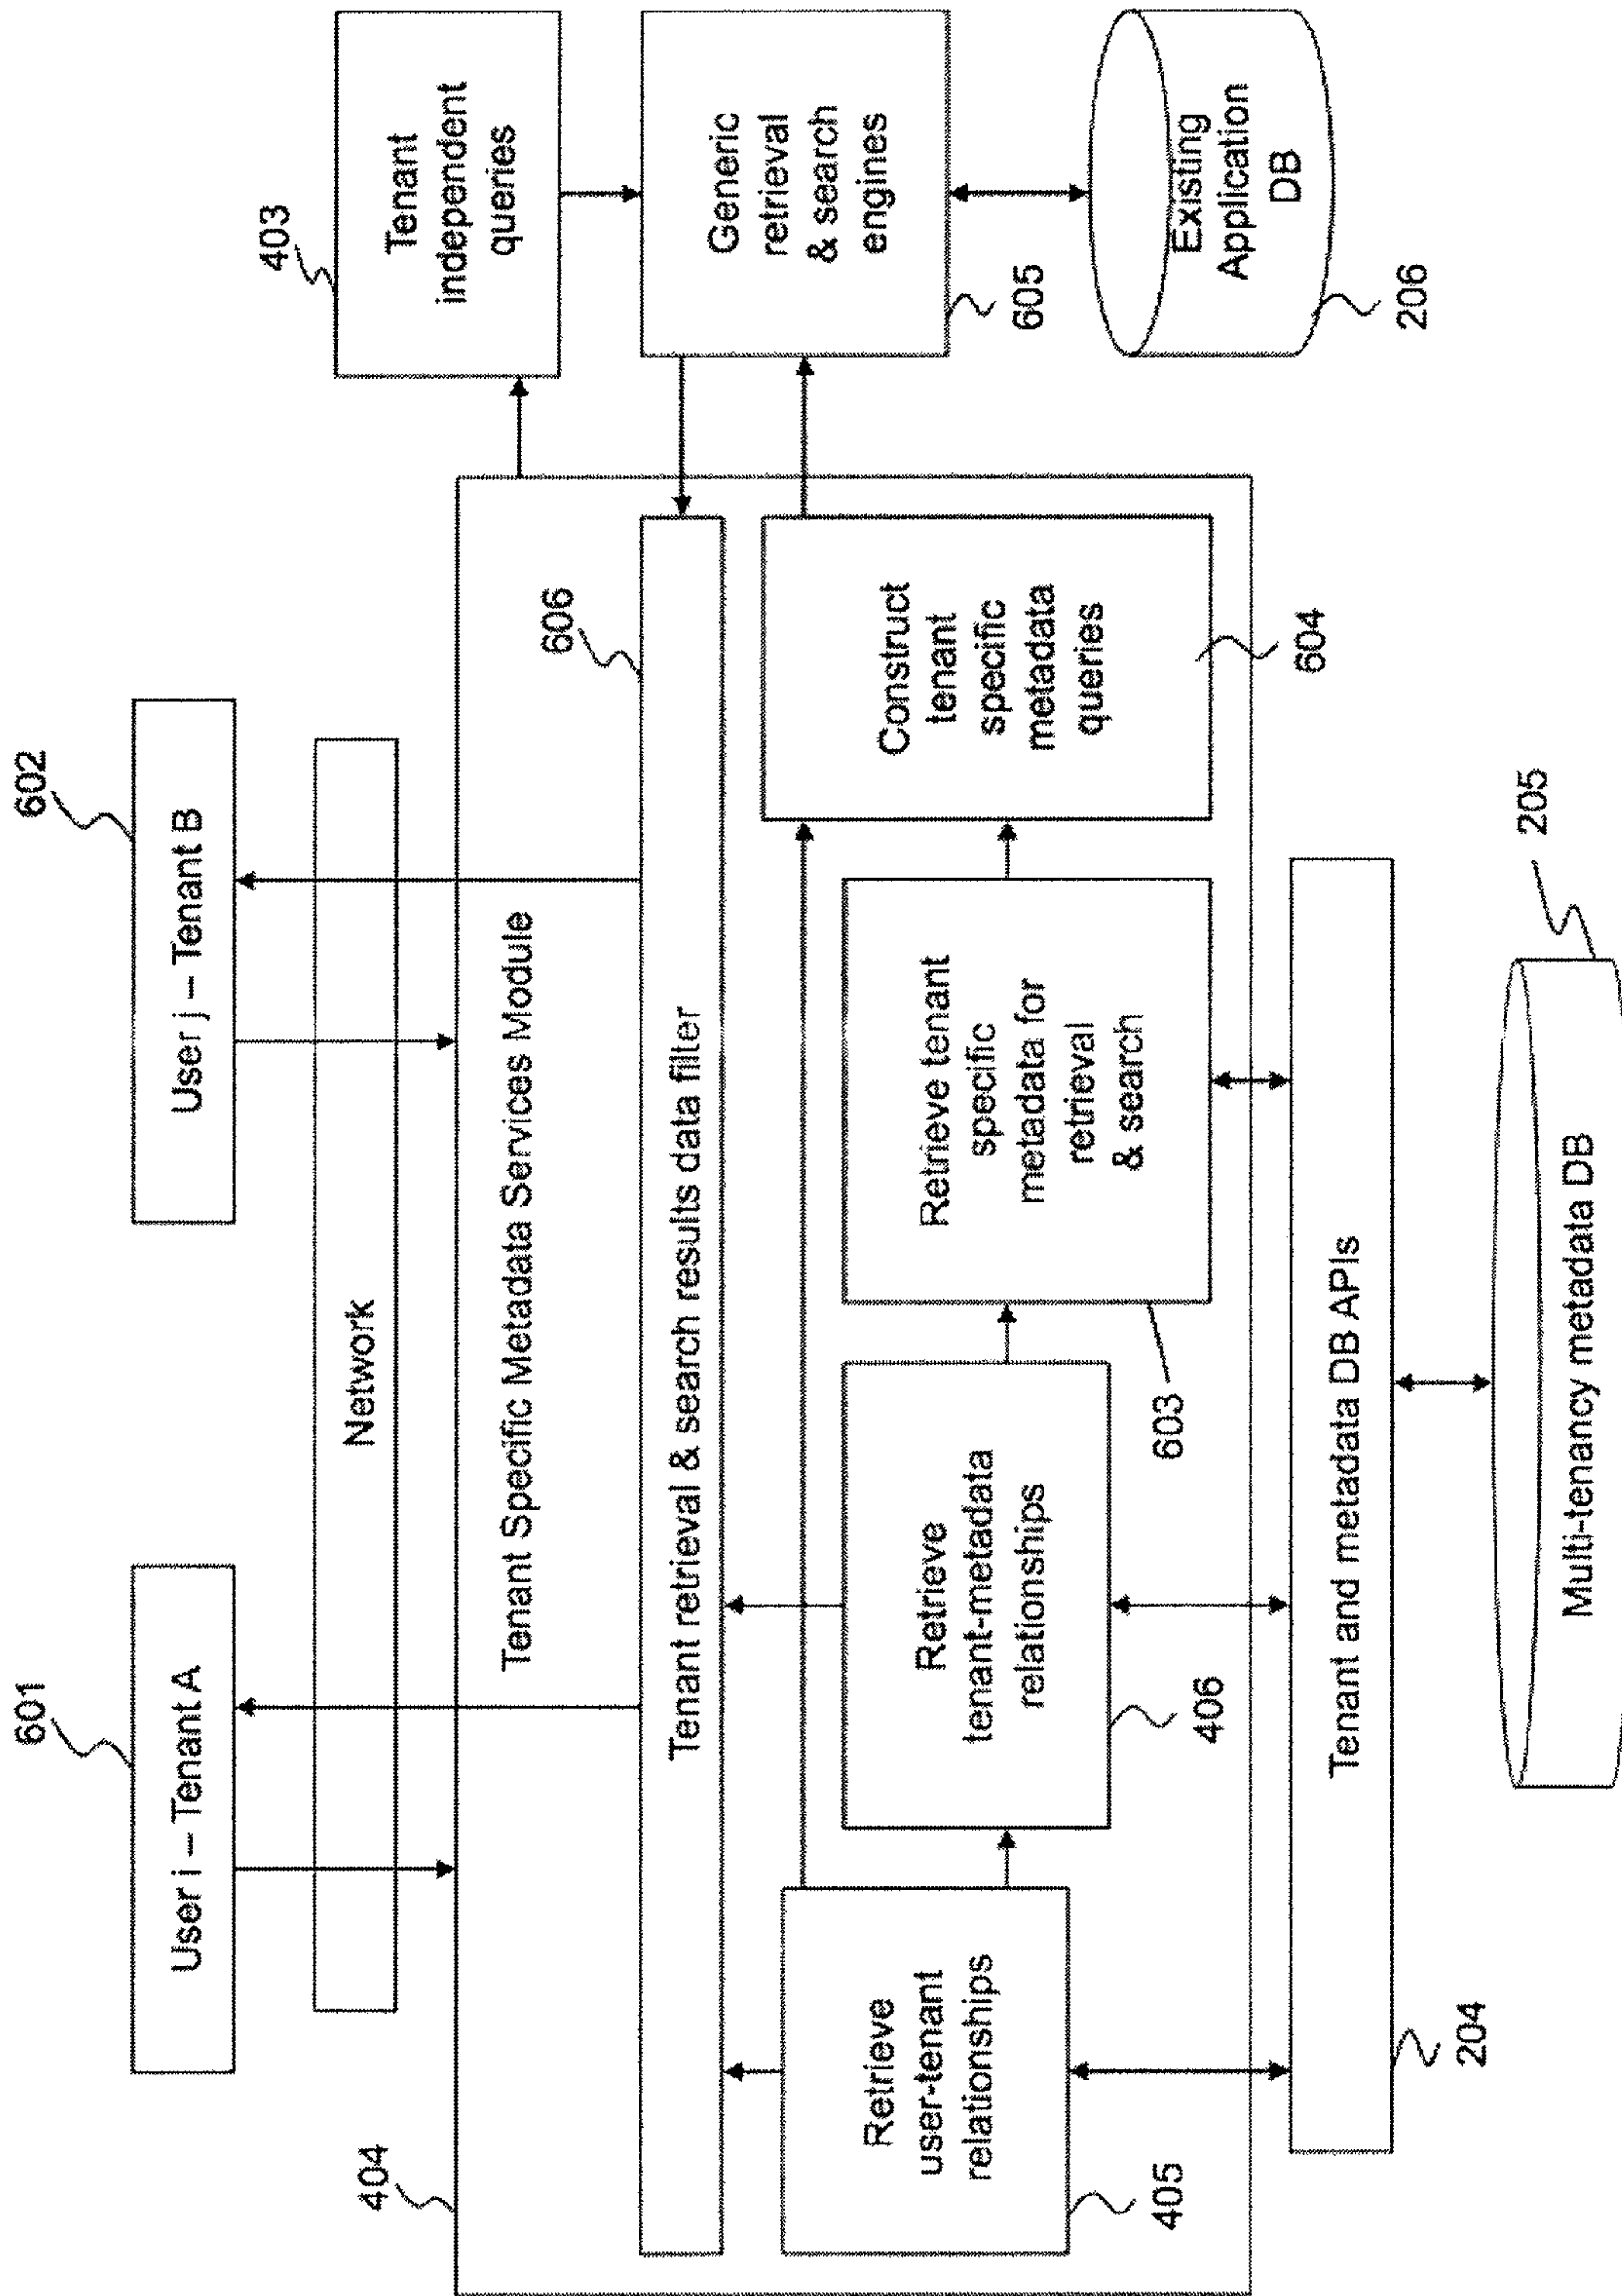 601
User i – Tenant A
602
User j – Tenant B
Network
404
Tenant Specific Metadata Services Module
606
Tenant retrieval & search results data filter
Retrieve
user-tenant
relationships
405
Retrieve
tenant-metadata
relationships
406
Retrieve tenant
specific
metadata for
retrieval
& search
603
Construct
tenant
specific
metadata
queries
604
403
Tenant
independent
queries
Generic
retrieval
& search
engines
605
Existing
Application
DB
206
Tenant and metadata DB APIs
204
205
Multi-tenancy metadata DB